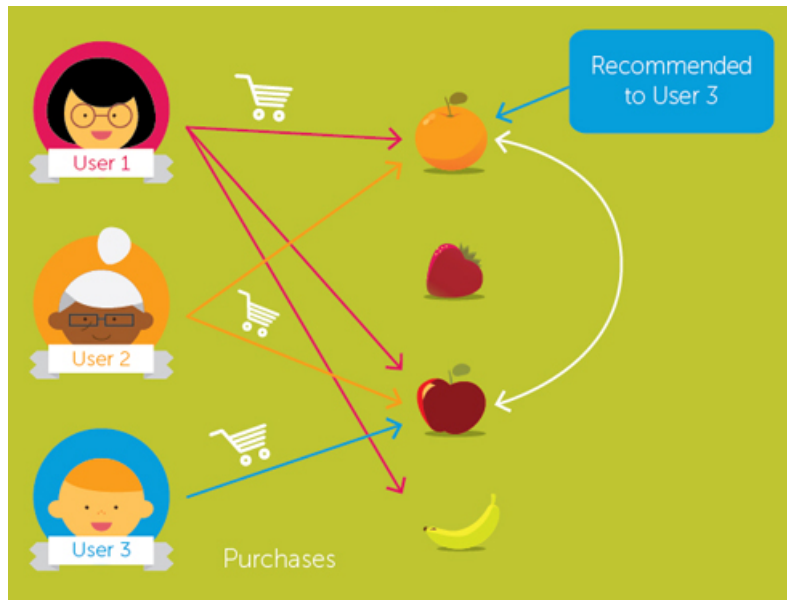 User 1
User 2
User 3
Purchases
Recommended
to User 3